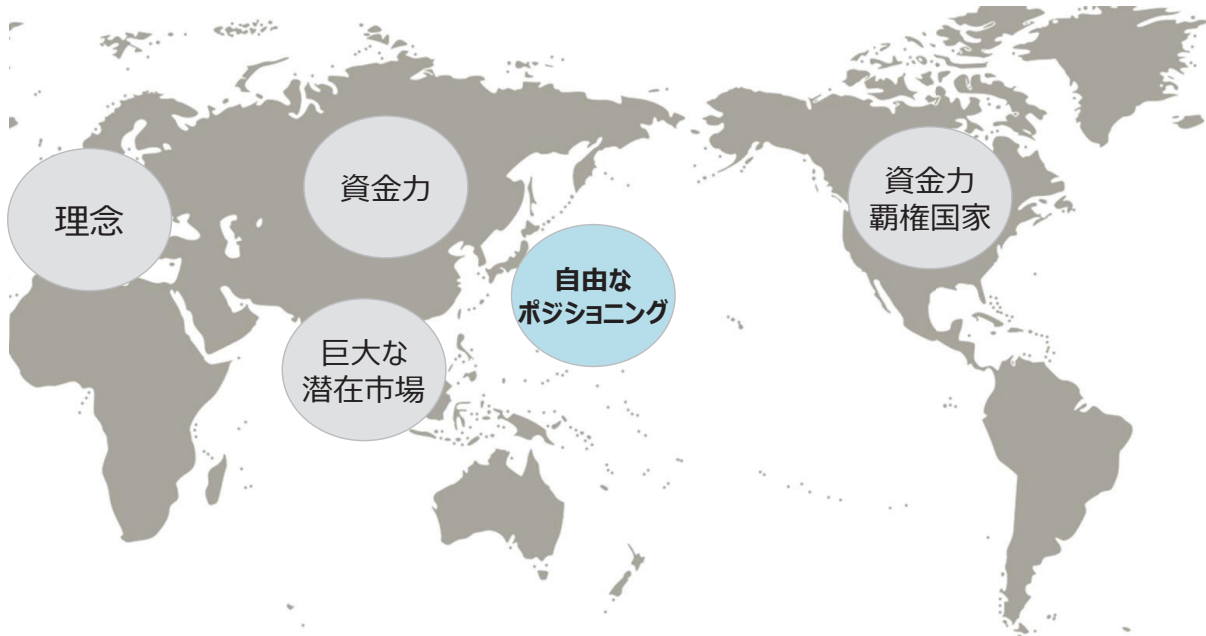 理念
資金力
資金力
覇権国家
自由な
ポジショニング
巨大な
潜在市場